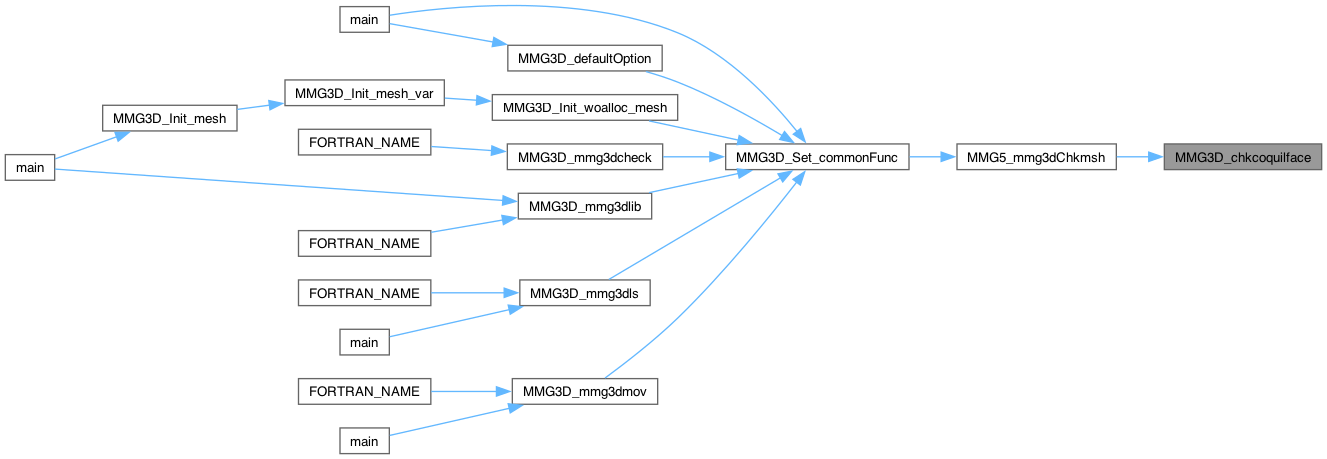 main
MMG3D_defaultOption
MMG3D_Init_mesh_var
MMG3D_Init_woalloc_mesh
MMG3D_Init_mesh
FORTRAN_NAME
MMG3D_mmg3dcheck
MMG3D_Set_commonFunc
MMG5_mmg3dChkmsh
MMG3D_chkcoquilface
main
MMG3D_mmg3dlib
FORTRAN_NAME
FORTRAN_NAME
MMG3D_mmg3dls
main
FORTRAN_NAME
MMG3D_mmg3dmov
main